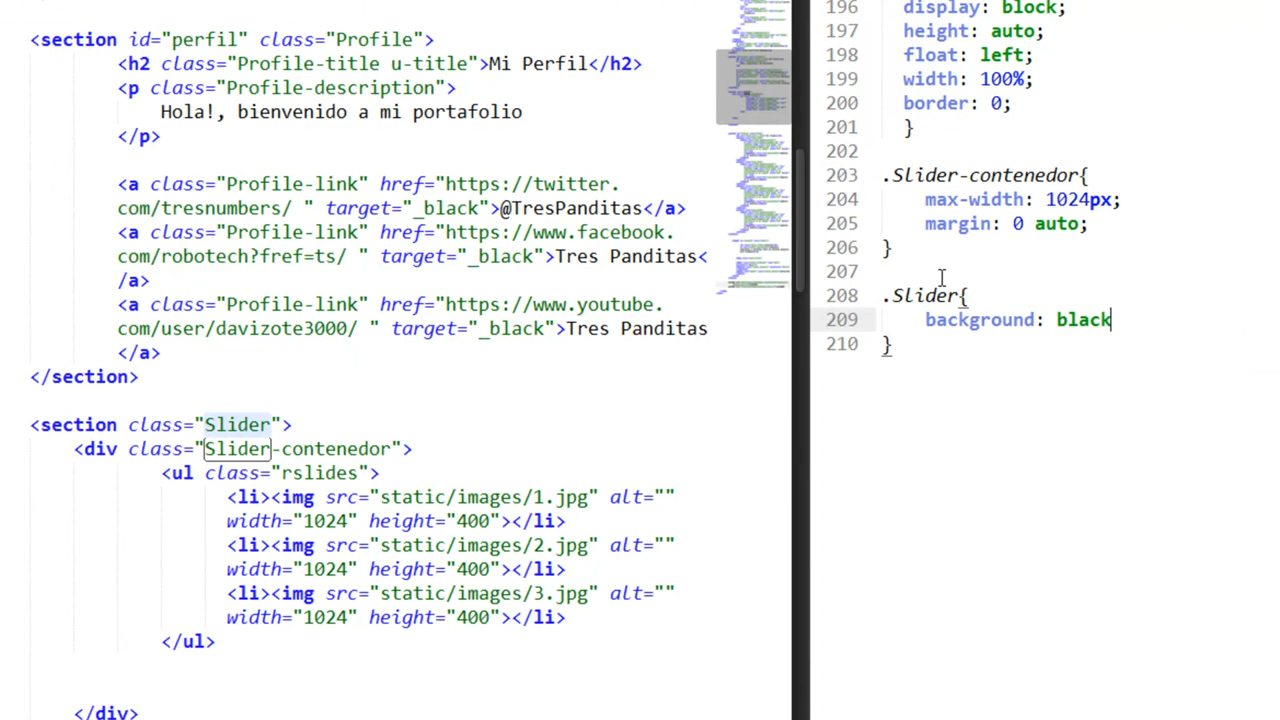 <section id="perfil" class="Profile">
<h2 class="Profile-title u-title">Mi Perfil</h2>
<p class="Profile-description">
Hola!, bienvenido a mi portafolio
</p>
<a class="Profile-link" href="https://twitter.
com/tresnumbers/ " target="_black">@TresPanditas</a>
<a class="Profile-link" href="https://www.facebook.
com/robotech?fref=ts/ " target="_black">Tres Panditas<
/a>
<a class="Profile-link" href="https://www.youtube.
com/user/davizote3000/ " target="_black">Tres Panditas
</a>
</section>
<section class="Slider">
<div class="Slider-contenedor">
<ul class="rslides">
<li><img src="static/images/1.jpg" alt=""
width="1024" height="400"></li>
<li><img src="static/images/2.jpg" alt=""
width="1024" height="400"></li>
<li><img src="static/images/3.jpg" alt=""
width="1024" height="400"></li>
</ul>
</div>
196 display: block;
197 height: auto;
198 float: left;
199 width: 100%;
200 border: 0;
201 }
202
203 .Slider-contenedor{
204 max-width: 1024px;
205 margin: 0 auto;
206 }
207
208 .Slider{
209 background: black
210 }